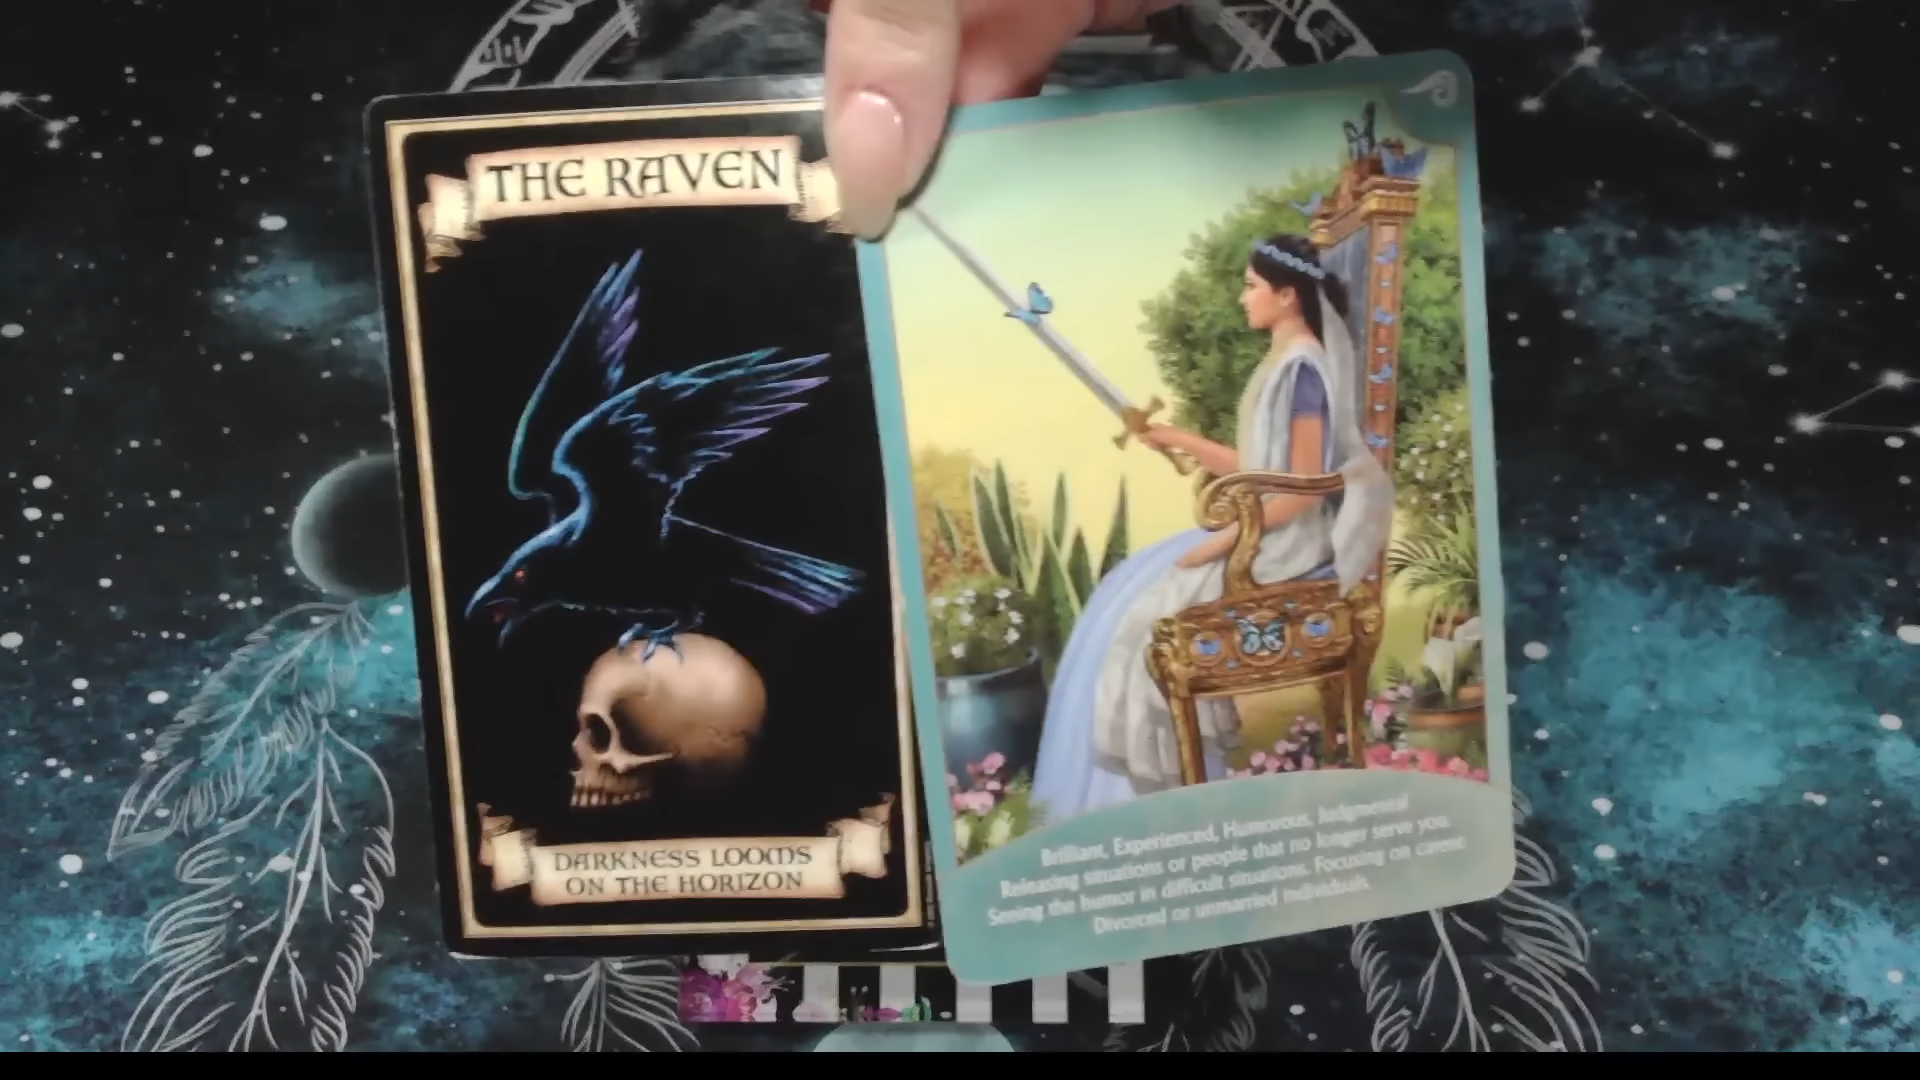 THE RAVEN
DARKNESS LOOMS
ON THE HORIZON
Brilliant, Experienced, Humorous, Judgmental
Releasing situations or people that no longer serve you.
Seeing the humor in difficult situations. Focusing on career.
Divorced or unmarried individuals.